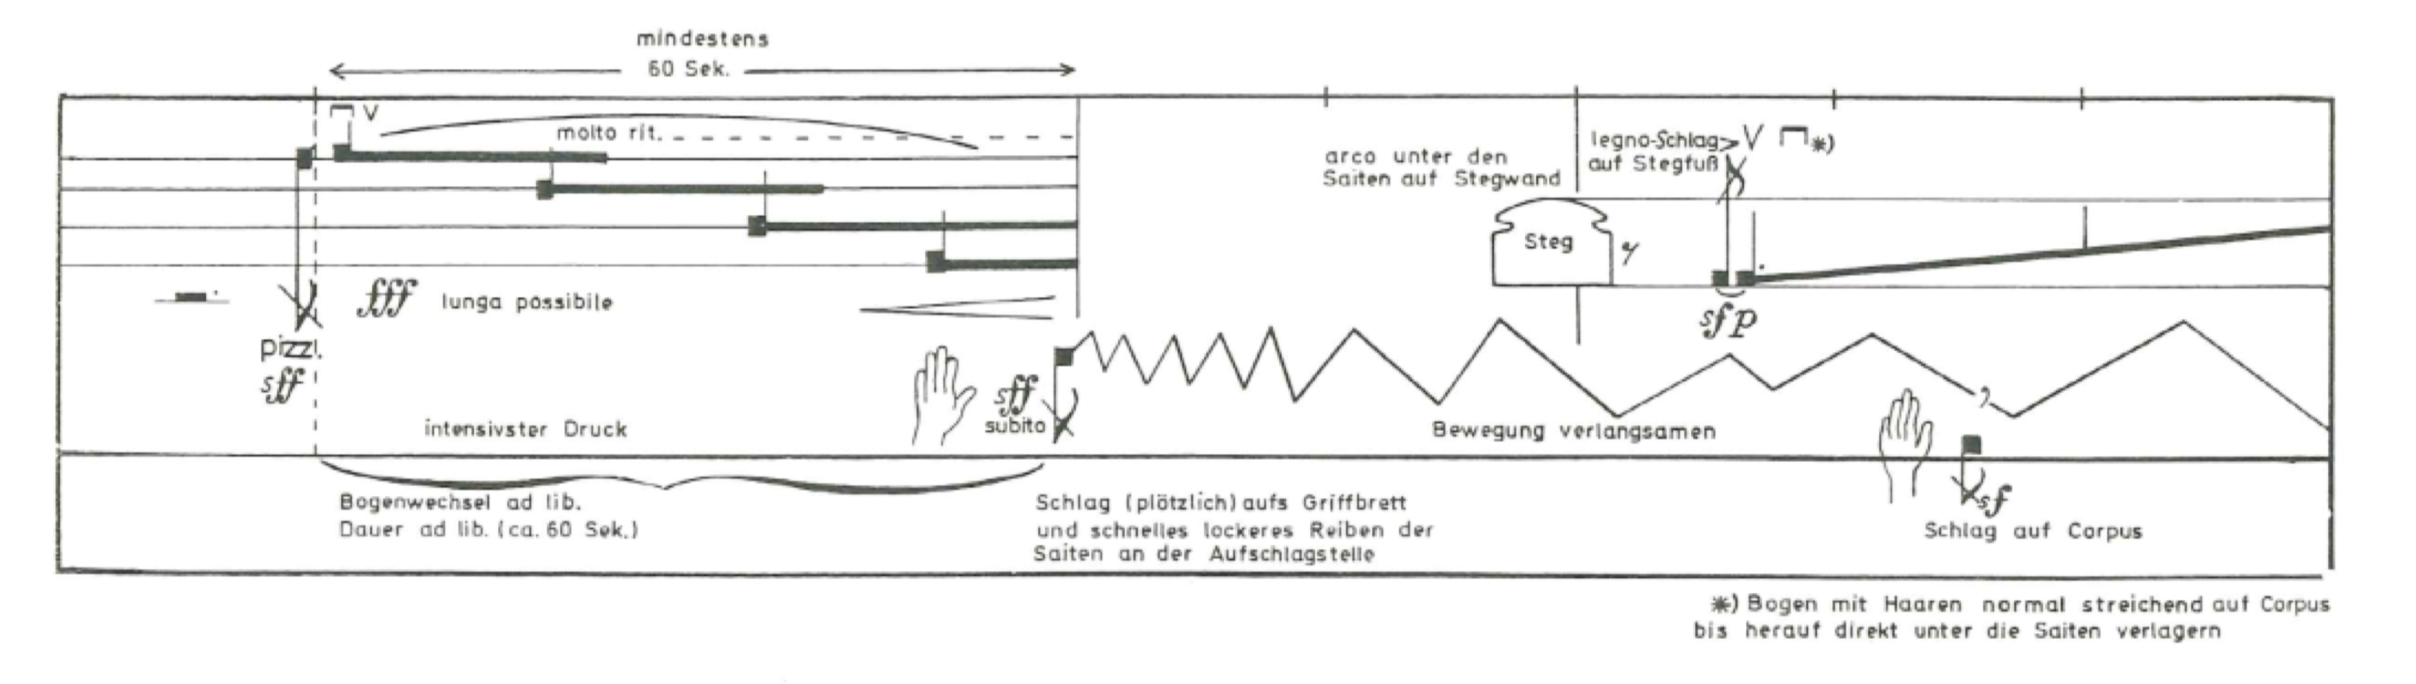 mindestens
60 Sek.
V
molto rit.
pizz.
sff
fff lunga possibile
intensivster Druck
sff
subito
arco unter den
Saiten auf Stegwand
Steg
legno-Schlag > V *)
auf Stegfuß
sfp
Bewegung verlangsamen
sf
Bogenwechsel ad lib.
Dauer ad lib. (ca. 60 Sek.)
Schlag (plötzlich) aufs Griffbrett
und schnelles lockeres Reiben der
Saiten an der Aufschlagstelle
Schlag auf Corpus
*) Bogen mit Haaren normal streichend auf Corpus
bis herauf direkt unter die Saiten verlagern